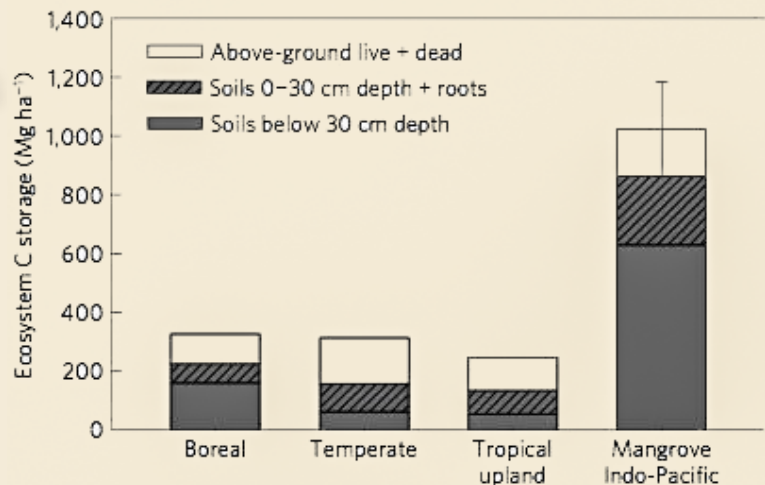 1,400
1,200
1,000
800
600
400
200
0
Ecosystem C storage (Mg ha⁻¹)
Above-ground live + dead
Soils 0–30 cm depth + roots
Soils below 30 cm depth
Boreal
Temperate
Tropical
upland
Mangrove
Indo-Pacific